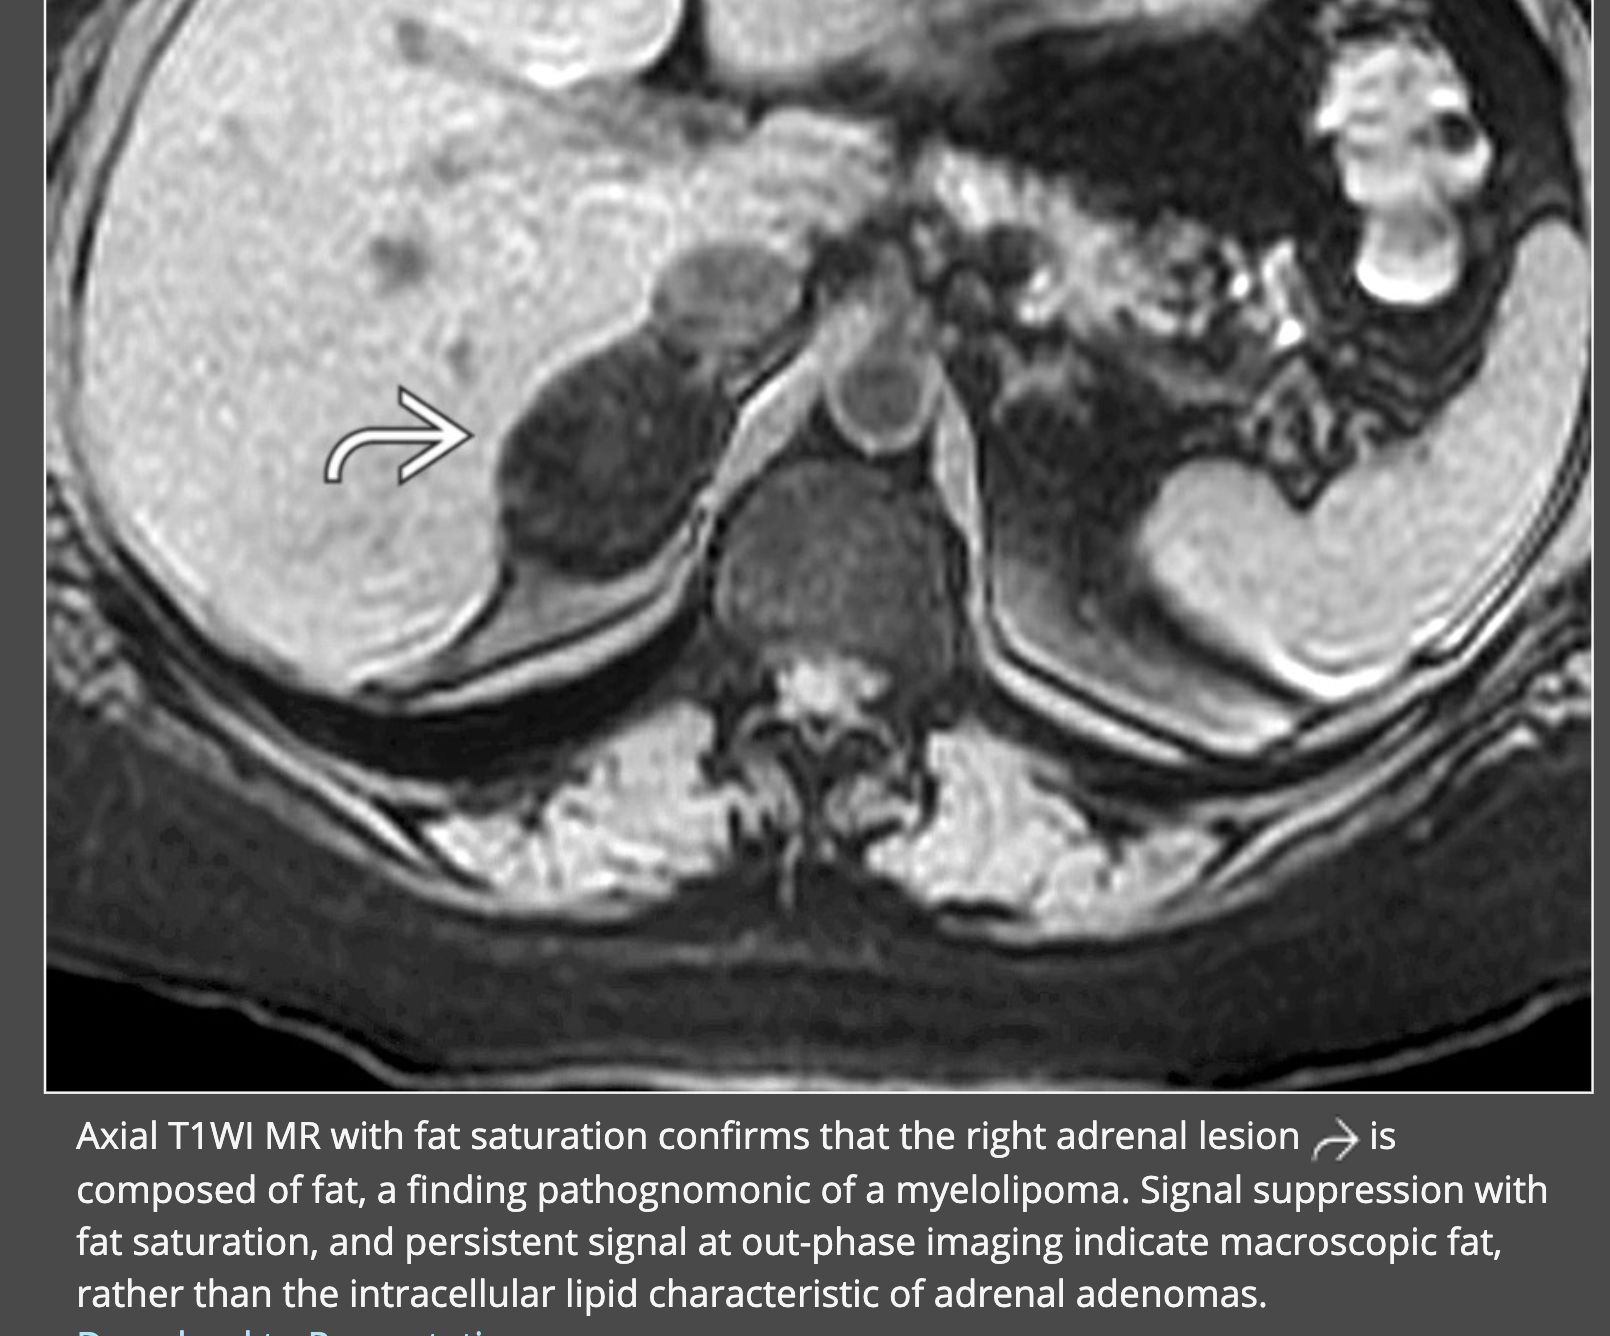 Axial T1WI MR with fat saturation confirms that the right adrenal lesion is
composed of fat, a finding pathognomonic of a myelolipoma. Signal suppression with
fat saturation, and persistent signal at out-phase imaging indicate macroscopic fat,
rather than the intracellular lipid characteristic of adrenal adenomas.